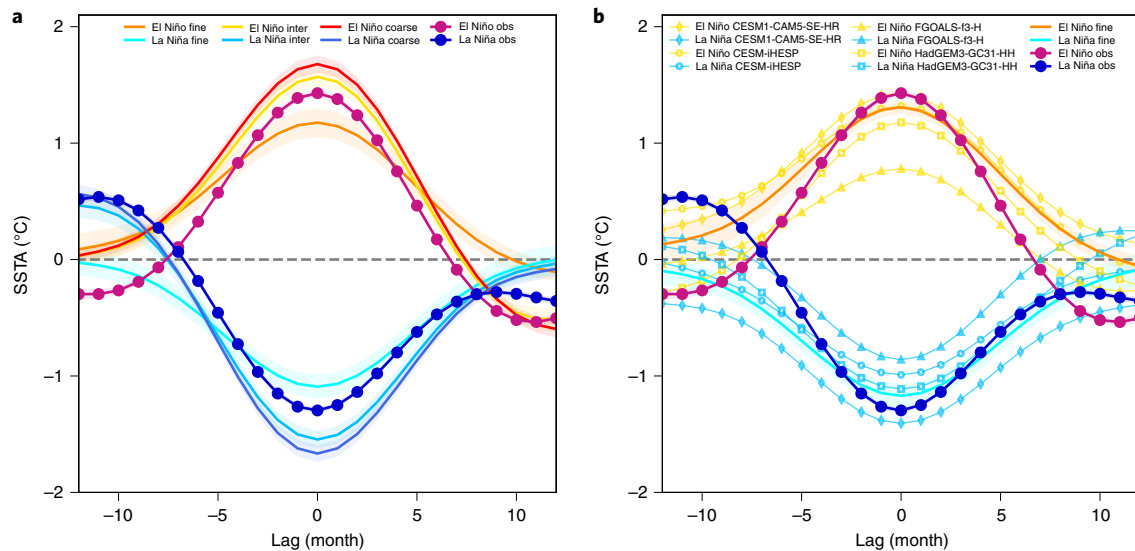 a
El Niño fine El Niño inter El Niño coarse El Niño obs
La Niña fine La Niña inter La Niña coarse La Niña obs
2
1
0
–1
–2
SSTA (°C)
–10 –5 0 5 10
Lag (month)
b
El Niño CESM1-CAM5-SE-HR El Niño FGOALS-f3-H El Niño fine
La Niña CESM1-CAM5-SE-HR La Niña FGOALS-f3-H La Niña fine
El Niño CESM-iHESP El Niño HadGEM3-GC31-HH El Niño obs
La Niña CESM-iHESP La Niña HadGEM3-GC31-HH La Niña obs
2
1
0
–1
–2
SSTA (°C)
–10 –5 0 5 10
Lag (month)